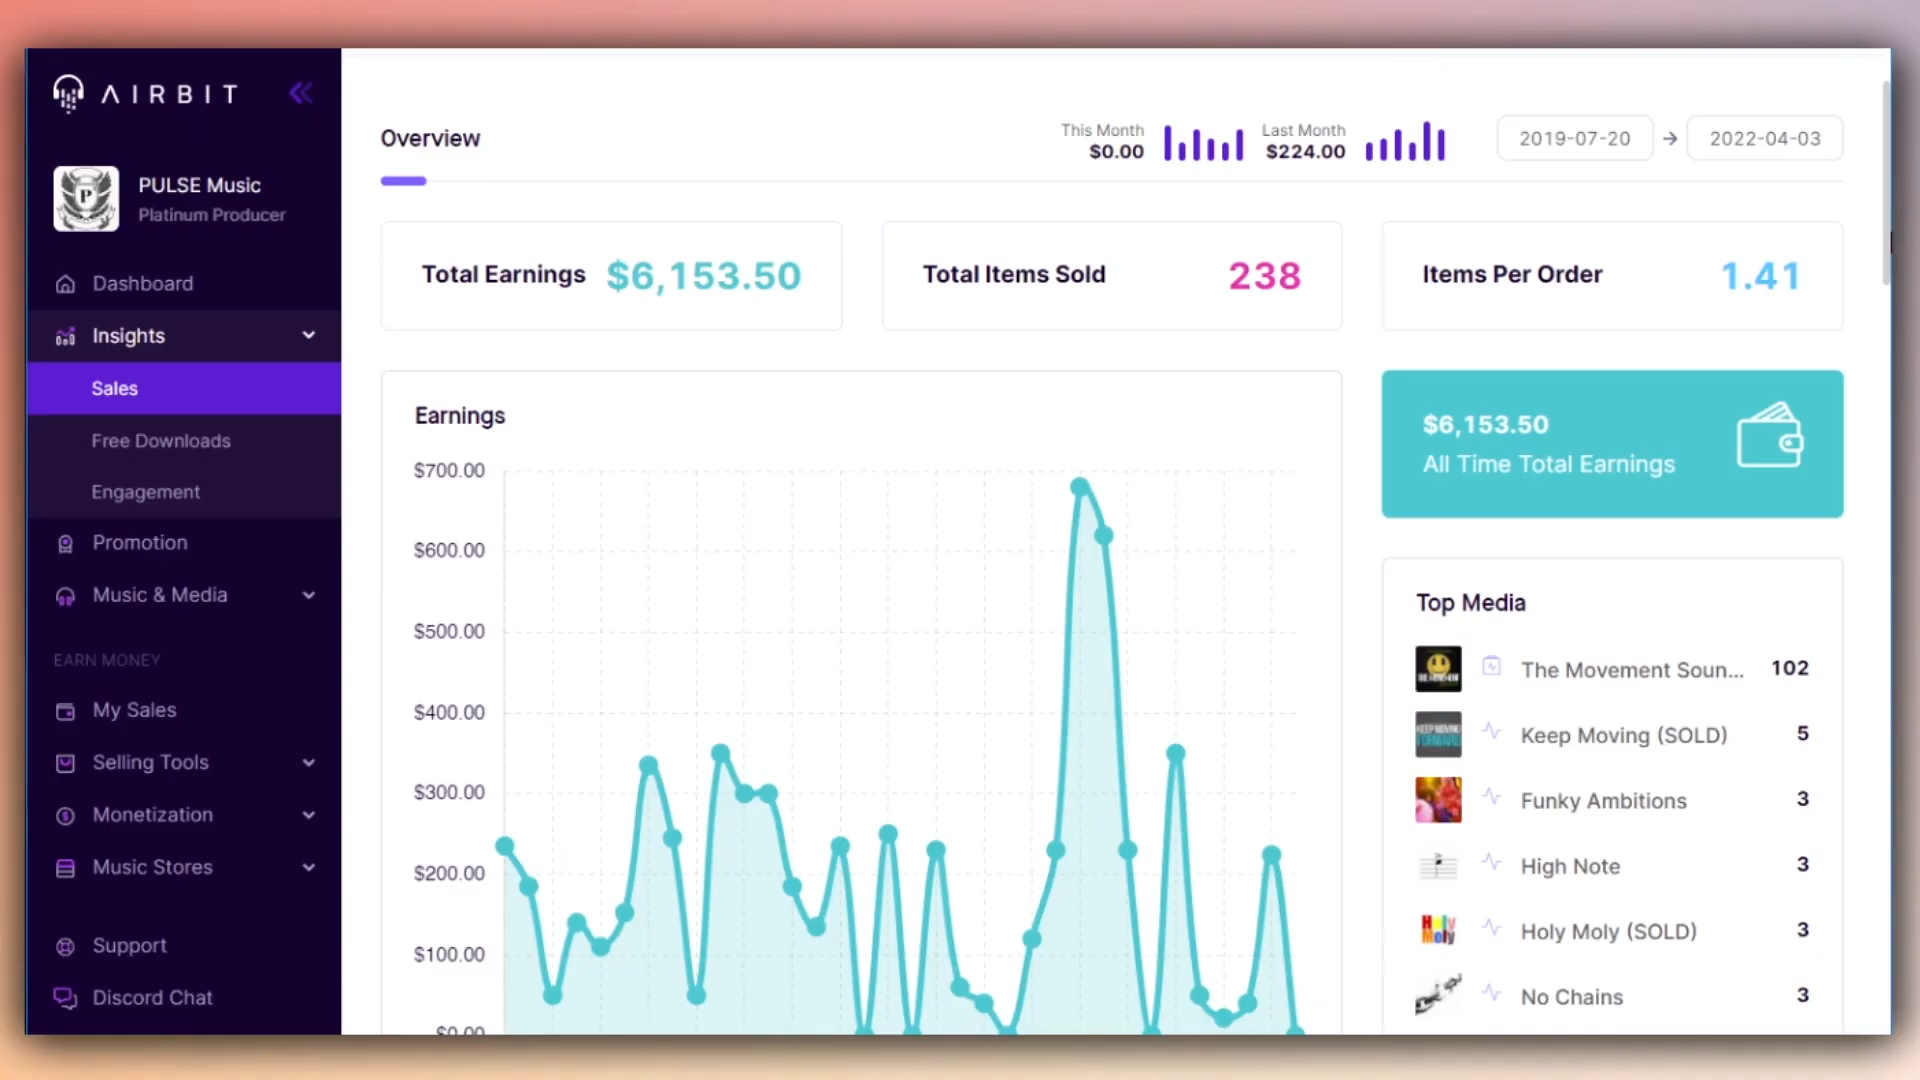 AIRBIT
PULSE Music
Platinum Producer
Dashboard
Insights
Sales
Free Downloads
Engagement
Promotion
Music & Media
EARN MONEY
My Sales
Selling Tools
Monetization
Music Stores
Support
Discord Chat
Overview
This Month
$0.00
Last Month
$224.00
2019-07-20 → 2022-04-03
Total Earnings $6,153.50
Total Items Sold 238
Items Per Order 1.41
Earnings
$700.00
$600.00
$500.00
$400.00
$300.00
$200.00
$100.00
$0.00
$6,153.50
All Time Total Earnings
Top Media
The Movement Soun... 102
Keep Moving (SOLD) 5
Funky Ambitions 3
High Note 3
Holy Moly (SOLD) 3
No Chains 3